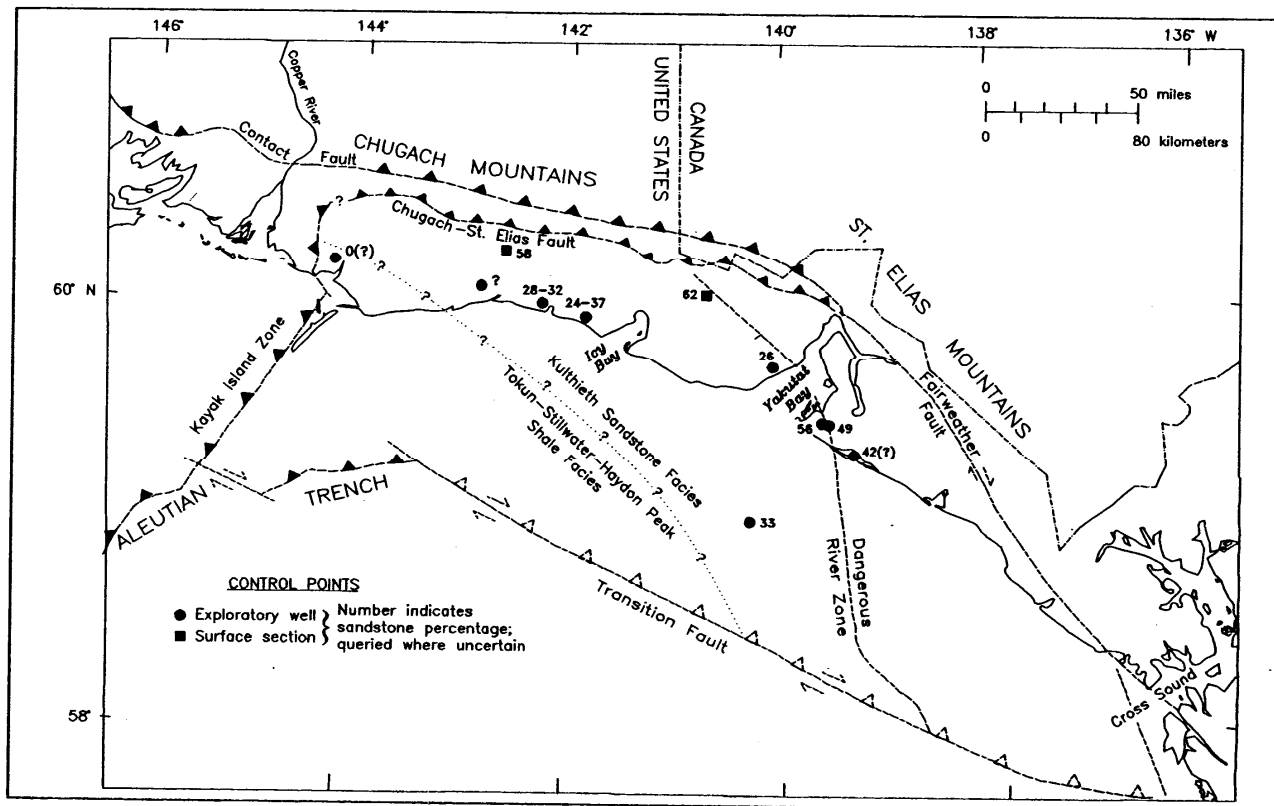 146°
144°
142°
140°
138°
136° W
Copper River
Contact
Fault
CHUGACH
MOUNTAINS
UNITED STATES
CANADA
0
50 miles
0
80 kilometers
?
Chugach-St. Elias Fault
ST.
ELIAS
MOUNTAINS
0(?)
?
58
60° N
?
?
28-32
24-37
62
Icy
Bay
26
Kayak Island Zone
?
?
?
?
?
?
Kulthieth Sandstone Facies
Tokun-Stillwater-Haydon Peak
Shale Facies
Yakutat
Bay
56
49
42(?)
Fairweather
Fault
ALEUTIAN
TRENCH
33
Dangerous
River Zone
Transition Fault
CONTROL POINTS
Exploratory well
Surface section
Number indicates
sandstone percentage;
queried where uncertain
58°
Cross Sound